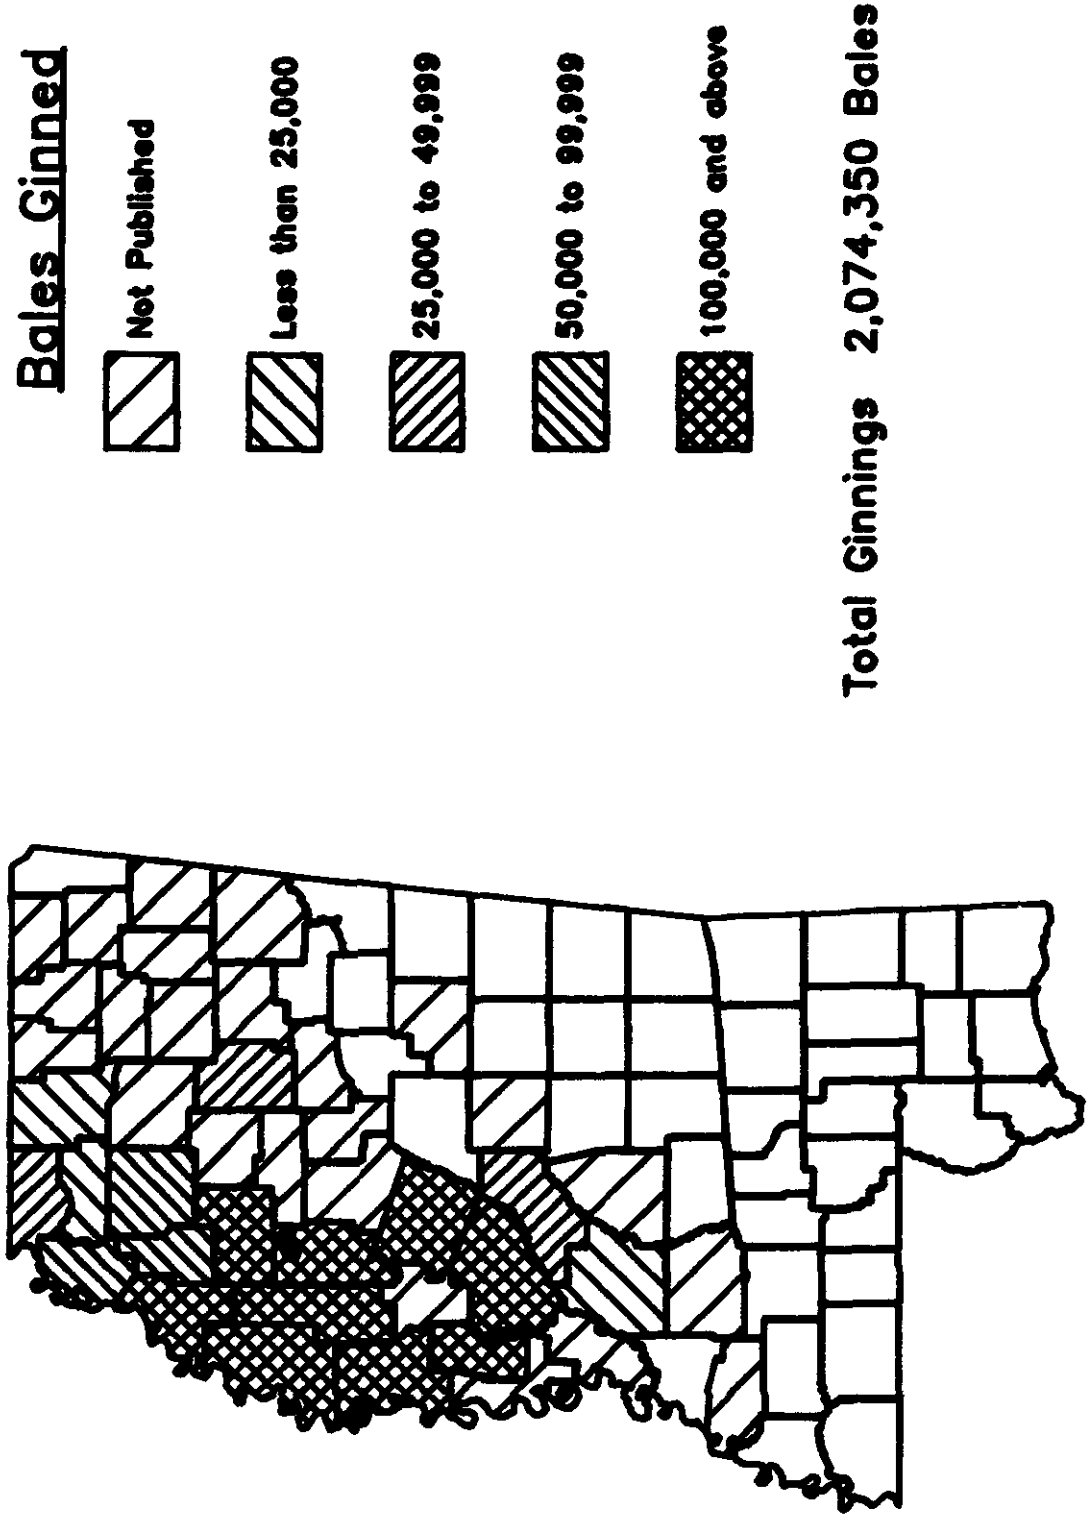 Bales Ginned
Not Published
Less than 25,000
25,000 to 49,999
50,000 to 99,999
100,000 and above
Total Ginnings 2,074,350 Bales